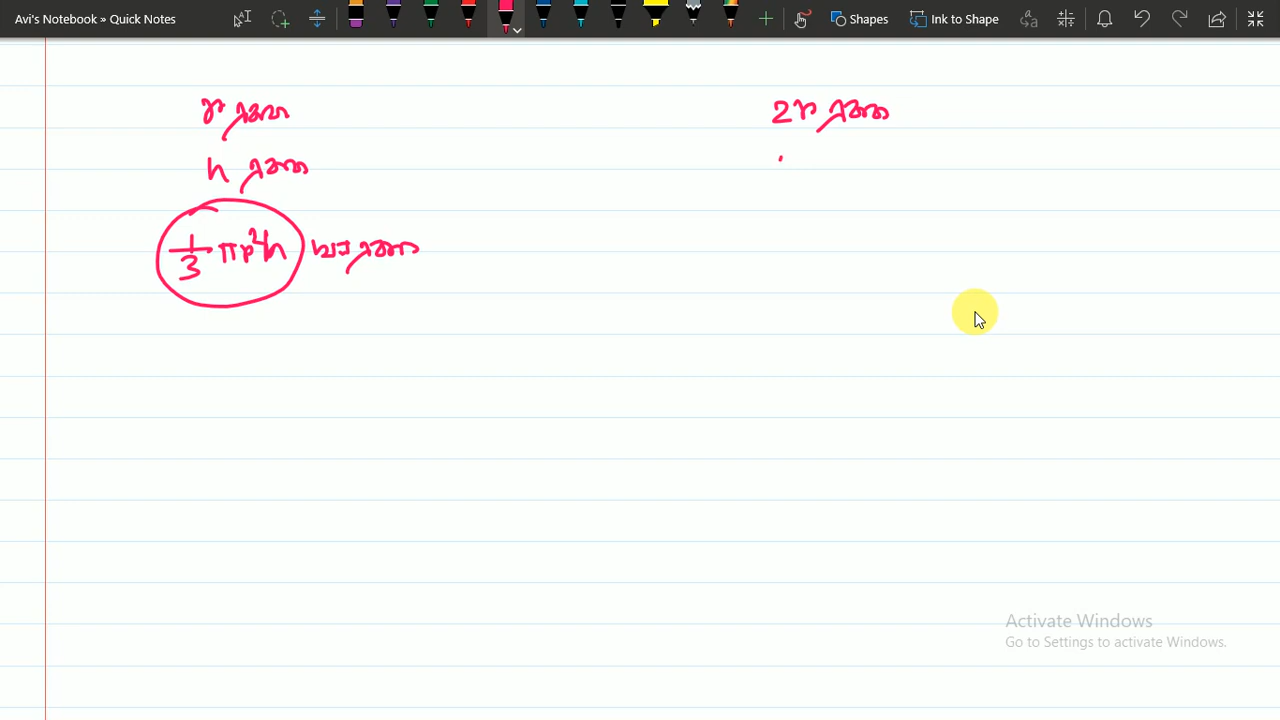 Avi's Notebook » Quick Notes
Shapes
Ink to Shape
r একক
2r একক
h একক
1/3 πr²h ঘন একক
Activate Windows
Go to Settings to activate Windows.